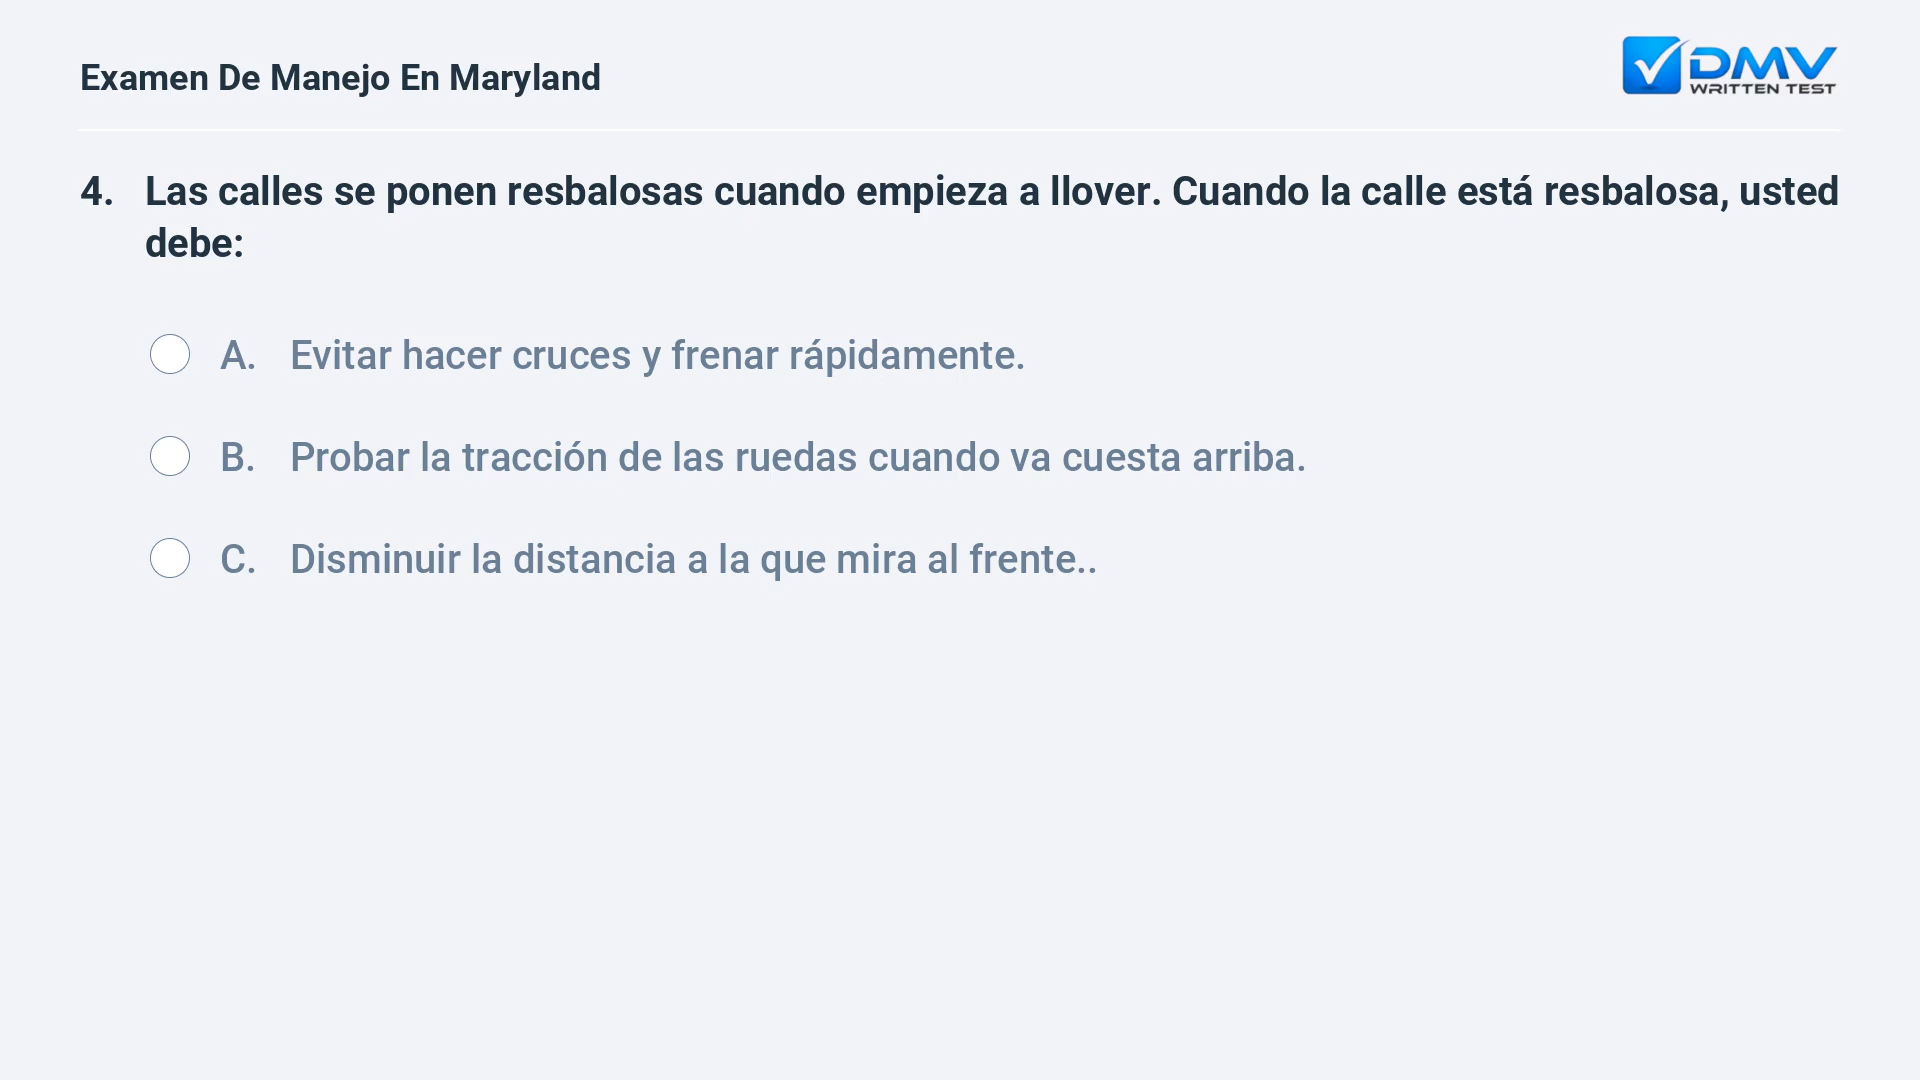 Examen De Manejo En Maryland
DMV
WRITTEN TEST
4. Las calles se ponen resbalosas cuando empieza a llover. Cuando la calle está resbalosa, usted
debe:
A. Evitar hacer cruces y frenar rápidamente.
B. Probar la tracción de las ruedas cuando va cuesta arriba.
C. Disminuir la distancia a la que mira al frente..